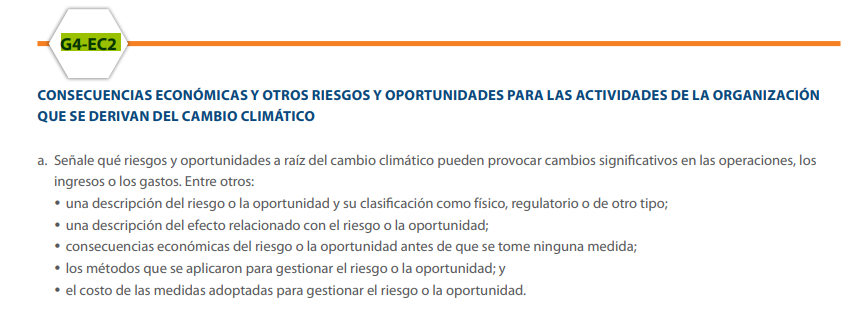 G4-EC2
CONSECUENCIAS ECONÓMICAS Y OTROS RIESGOS Y OPORTUNIDADES PARA LAS ACTIVIDADES DE LA ORGANIZACIÓN
QUE SE DERIVAN DEL CAMBIO CLIMÁTICO
a. Señale qué riesgos y oportunidades a raíz del cambio climático pueden provocar cambios significativos en las operaciones, los
ingresos o los gastos. Entre otros:
• una descripción del riesgo o la oportunidad y su clasificación como físico, regulatorio o de otro tipo;
• una descripción del efecto relacionado con el riesgo o la oportunidad;
• consecuencias económicas del riesgo o la oportunidad antes de que se tome ninguna medida;
• los métodos que se aplicaron para gestionar el riesgo o la oportunidad; y
• el costo de las medidas adoptadas para gestionar el riesgo o la oportunidad.